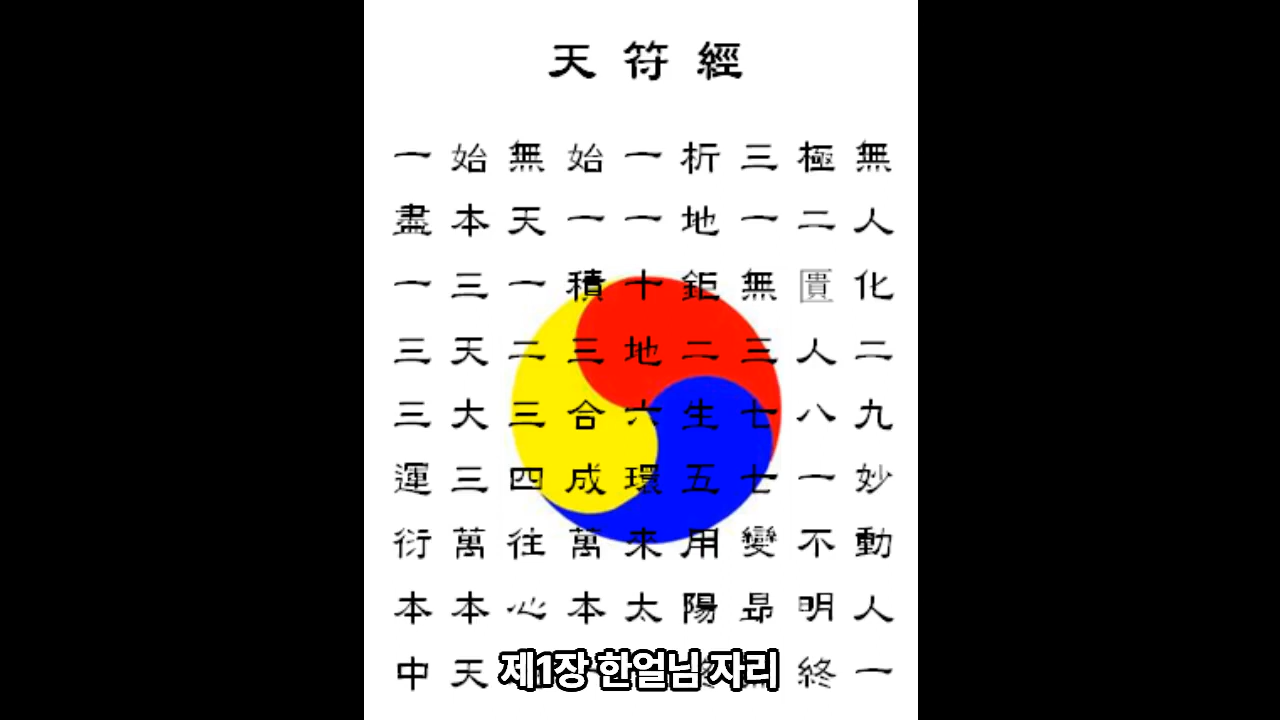 天 符 經
一 始 無 始 一 析 三 極 無
盡 本 天 一 一 地 一 二 人
一 三 一 積 十 鉅 無 匱 化
三 天 二 三 地 二 三 人 二
三 大 三 合 六 生 七 八 九
運 三 四 成 環 五 七 一 妙
衍 萬 往 萬 來 用 變 不 動
本 本 心 本 太 陽 昻 明 人
中 天 終 一
제1장 한얼님 자리